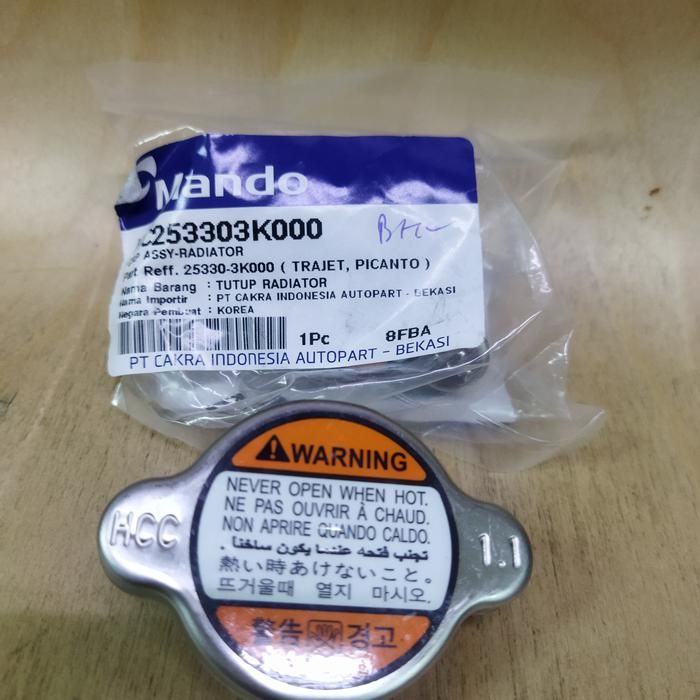 Mando
C253303K000
ASSY-RADIATOR
Part Reff. 25330-3K000 ( TRAJET, PICANTO )
Nama Barang : TUTUP RADIATOR
Nama Importir : PT CAKRA INDONESIA AUTOPART - BEKASI
Negara Pembuat : KOREA
1Pc 8FBA
PT CAKRA INDONESIA AUTOPART - BEKASI
WARNING
NEVER OPEN WHEN HOT.
NE PAS OUVRIR À CHAUD.
NON APRIRE QUANDO CALDO.
تجنب فتحه عندما يكون ساخنا .
熱い時あけないこと。
뜨거울때 열지 마시오.
警告 경고
HCC
1.1